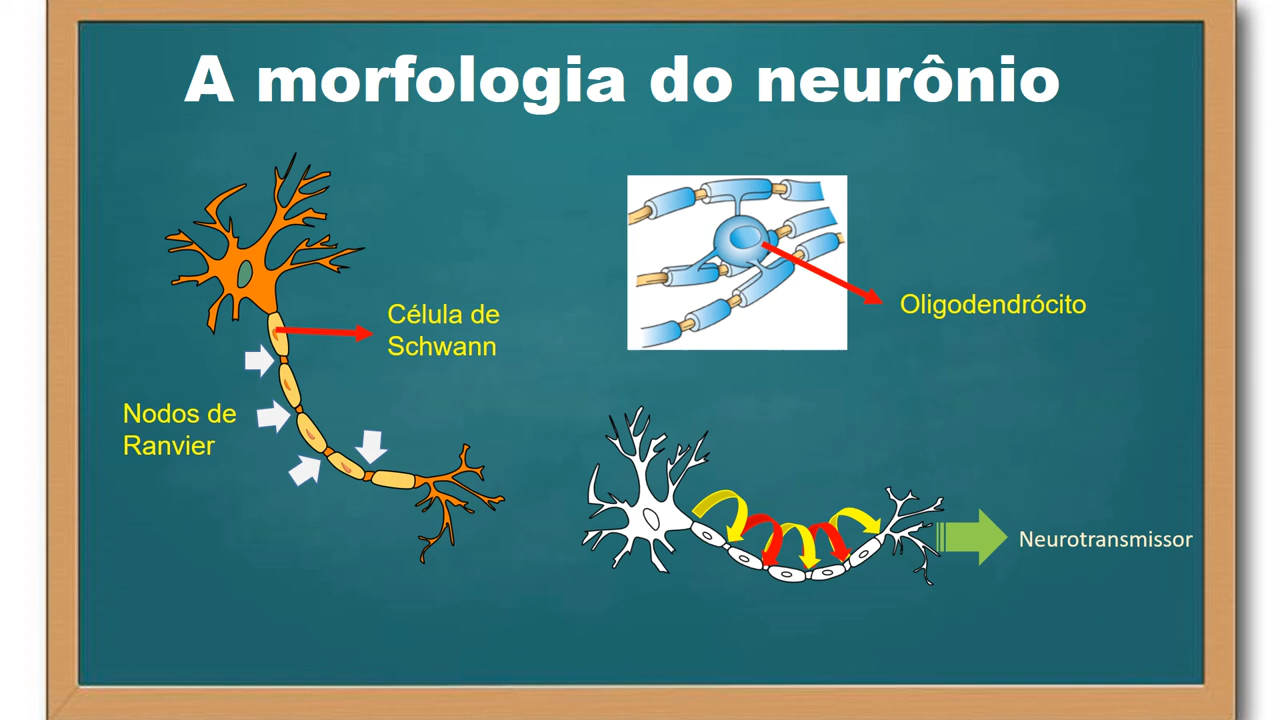 A morfologia do neurônio
Célula de
Schwann
Oligodendrócito
Nodos de
Ranvier
Neurotransmissor